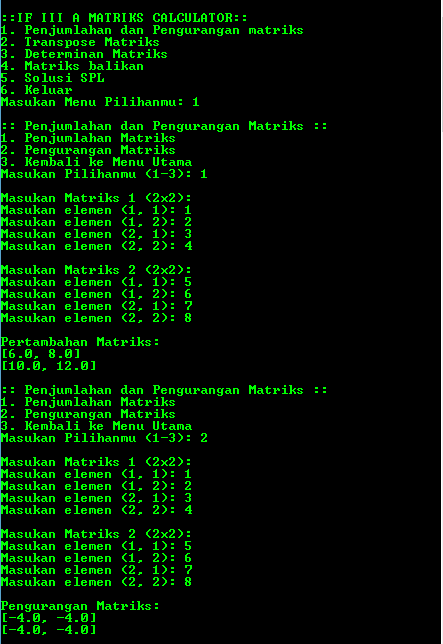 ::IF III A MATRIKS CALCULATOR::
1. Penjumlahan dan Pengurangan matriks
2. Transpose Matriks
3. Determinan Matriks
4. Matriks balikan
5. Solusi SPL
6. Keluar
Masukan Menu Pilihanmu: 1
:: Penjumlahan dan Pengurangan Matriks ::
1. Penjumlahan Matriks
2. Pengurangan Matriks
3. Kembali ke Menu Utama
Masukan Pilihanmu (1-3): 1
Masukan Matriks 1 (2x2):
Masukan elemen (1, 1): 1
Masukan elemen (1, 2): 2
Masukan elemen (2, 1): 3
Masukan elemen (2, 2): 4
Masukan Matriks 2 (2x2):
Masukan elemen (1, 1): 5
Masukan elemen (1, 2): 6
Masukan elemen (2, 1): 7
Masukan elemen (2, 2): 8
Pertambahan Matriks:
[6.0, 8.0]
[10.0, 12.0]
:: Penjumlahan dan Pengurangan Matriks ::
1. Penjumlahan Matriks
2. Pengurangan Matriks
3. Kembali ke Menu Utama
Masukan Pilihanmu (1-3): 2
Masukan Matriks 1 (2x2):
Masukan elemen (1, 1): 1
Masukan elemen (1, 2): 2
Masukan elemen (2, 1): 3
Masukan elemen (2, 2): 4
Masukan Matriks 2 (2x2):
Masukan elemen (1, 1): 5
Masukan elemen (1, 2): 6
Masukan elemen (2, 1): 7
Masukan elemen (2, 2): 8
Pengurangan Matriks:
[-4.0, -4.0]
[-4.0, -4.0]